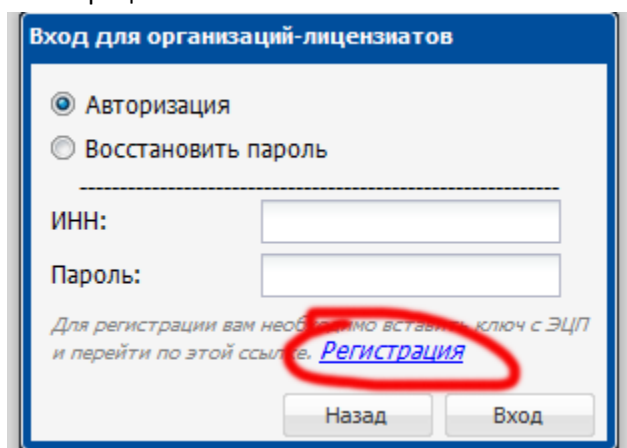 Вход для организаций-лицензиатов
Авторизация
Восстановить пароль
ИНН:
Пароль:
Для регистрации вам необходимо вставить ключ с ЭЦП
и перейти по этой ссылке. Регистрация
Назад Вход